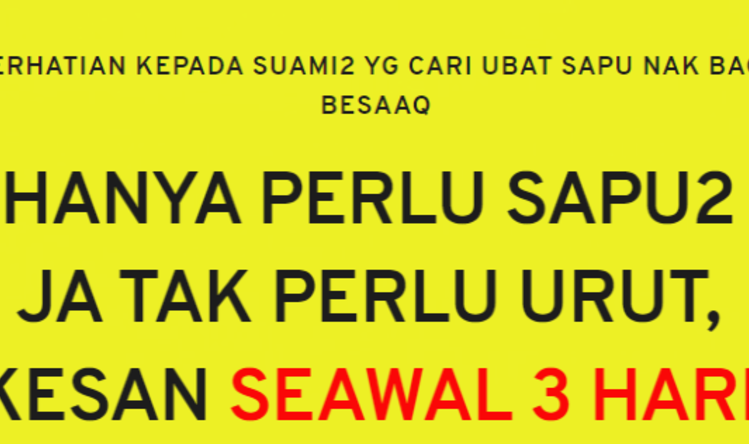 ERHATIAN KEPADA SUAMI2 YG CARI UBAT SAPU NAK BAG
BESAAQ
HANYA PERLU SAPU2
JA TAK PERLU URUT,
KESAN SEAWAL 3 HARI